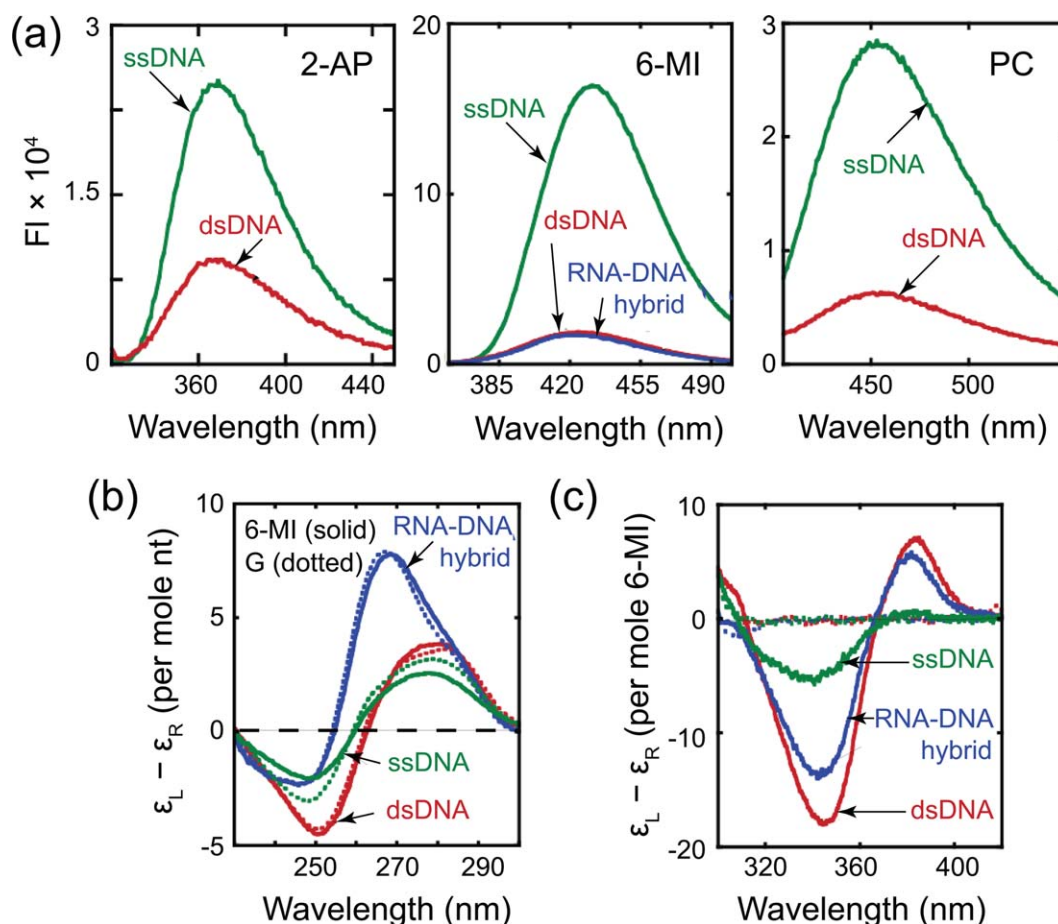 (a)
FI × 10⁴
3
1.5
0
ssDNA
2-AP
dsDNA
360 400 440
Wavelength (nm)
20
10
0
6-MI
ssDNA
dsDNA
RNA-DNA
hybrid
385 420 455 490
Wavelength (nm)
3
2
1
0
PC
ssDNA
dsDNA
450 500
Wavelength (nm)
(b)
εL − εR (per mole nt)
10
5
0
-5
6-MI (solid)
G (dotted)
RNA-DNA
hybrid
ssDNA
dsDNA
250 270 290
Wavelength (nm)
(c)
εL − εR (per mole 6-MI)
10
0
-10
-20
ssDNA
RNA-DNA
hybrid
dsDNA
320 360 400
Wavelength (nm)